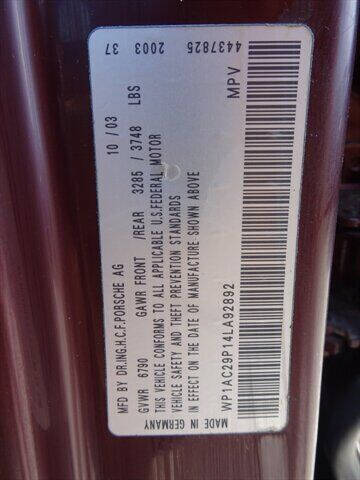 4437825 2003 37
MFD BY DR.ING.H.C.F.PORSCHE AG 10/03
GVWR 6790 GAWR FRONT /REAR 3285/ 3748 LBS
THIS VEHICLE CONFORMS TO ALL APPLICABLE U.S.FEDERAL MOTOR
VEHICLE SAFETY AND THEFT PREVENTION STANDARDS
IN EFFECT ON THE DATE OF MANUFACTURE SHOWN ABOVE
WP1AC29P14LA92892 MPV
MADE IN GERMANY